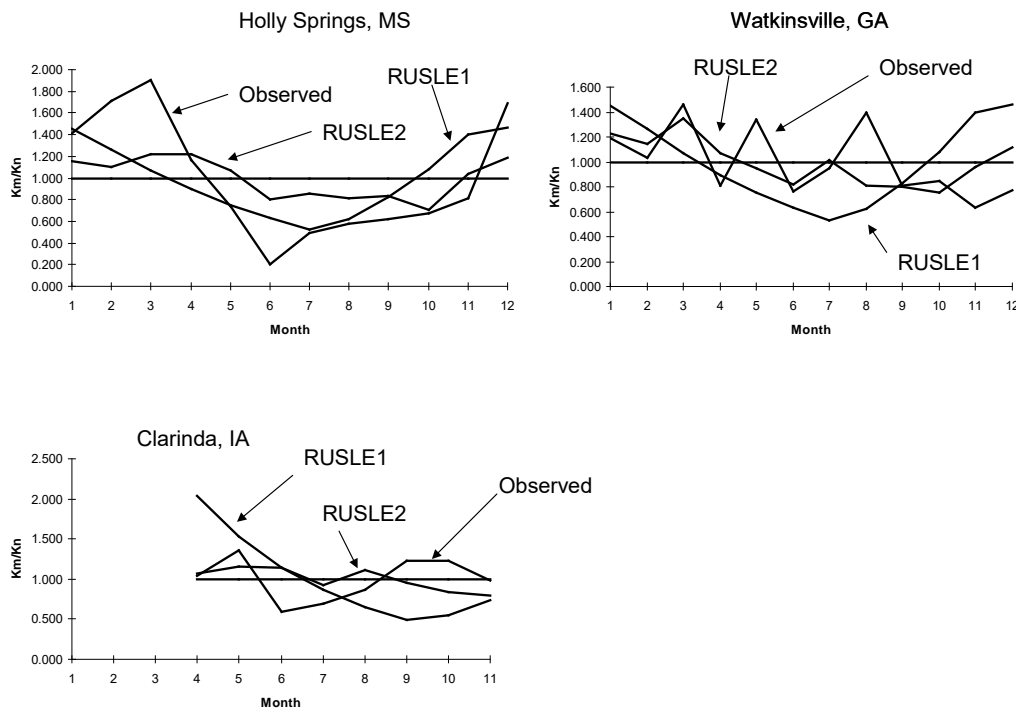 Holly Springs, MS
2.000
1.800
1.600
1.400
1.200
1.000
0.800
0.600
0.400
0.200
0.000
Km/Kn
Observed
RUSLE1
RUSLE2
1 2 3 4 5 6 7 8 9 10 11 12
Month
Watkinsville, GA
1.600
1.400
1.200
1.000
0.800
0.600
0.400
0.200
0.000
Km/Kn
RUSLE2
Observed
RUSLE1
1 2 3 4 5 6 7 8 9 10 11 12
Month
Clarinda, IA
2.500
2.000
1.500
1.000
0.500
0.000
Km/Kn
RUSLE1
RUSLE2
Observed
1 2 3 4 5 6 7 8 9 10 11
Month